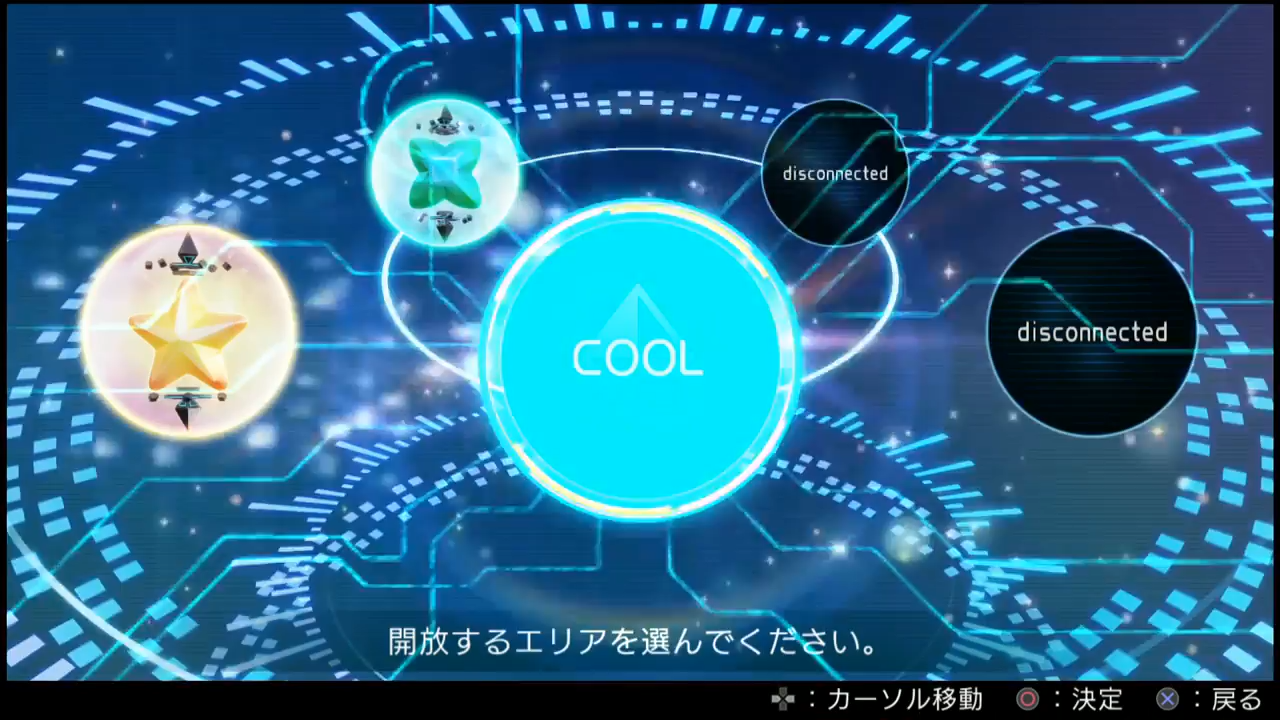 disconnected
disconnected
COOL
開放するエリアを選んでください。
：カーソル移動 ：決定 ：戻る